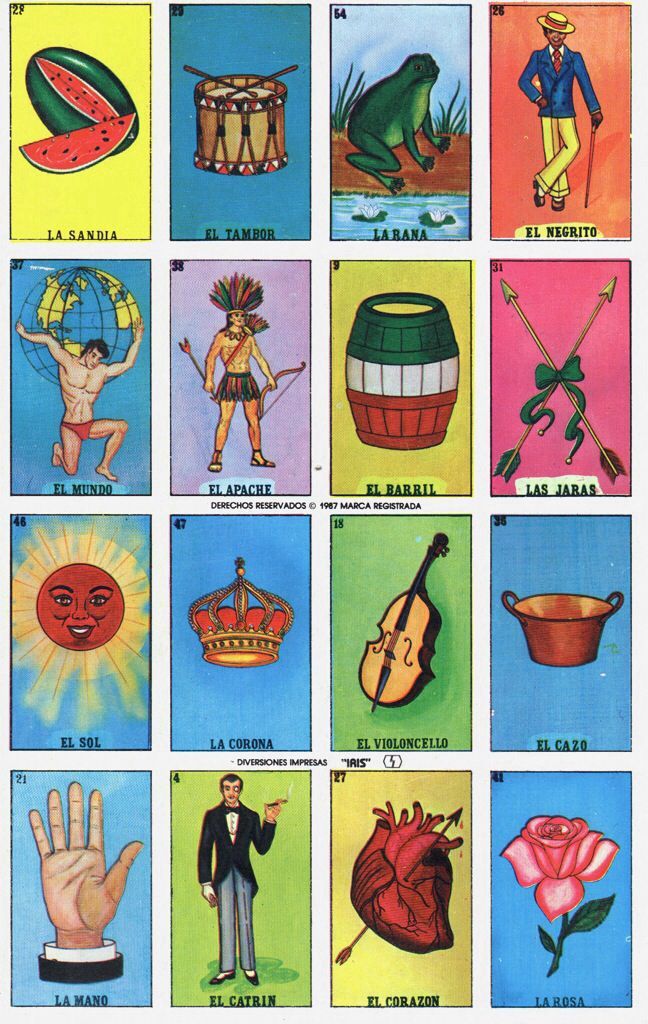 28
LA SANDIA
29
EL TAMBOR
54
LA RANA
26
EL NEGRITO
37
EL MUNDO
38
EL APACHE
9
EL BARRIL
31
LAS JARAS
DERECHOS RESERVADOS © 1987 MARCA REGISTRADA
46
EL SOL
47
LA CORONA
18
EL VIOLONCELLO
36
EL CAZO
DIVERSIONES IMPRESAS "IRIS"
21
LA MANO
4
EL CATRIN
27
EL CORAZON
41
LA ROSA